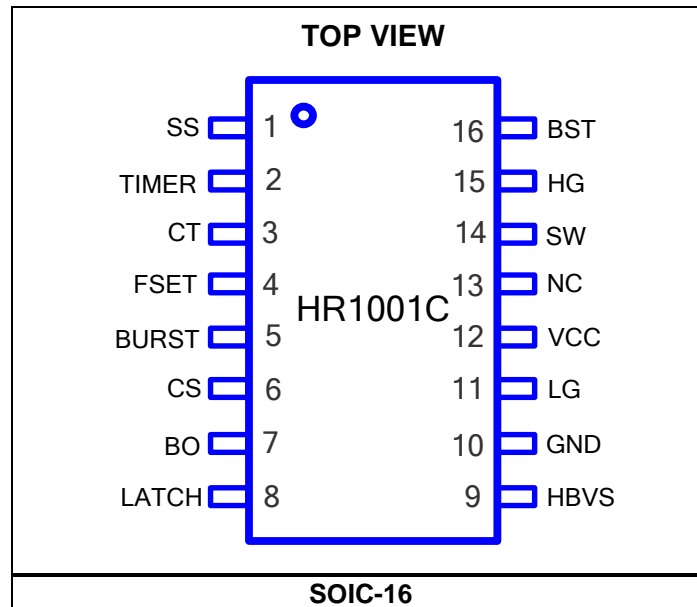 TOP VIEW
SS 1 16 BST
TIMER 2 15 HG
CT 3 14 SW
FSET 4 13 NC
HR1001C
BURST 5 12 VCC
CS 6 11 LG
BO 7 10 GND
LATCH 8 9 HBVS
SOIC-16